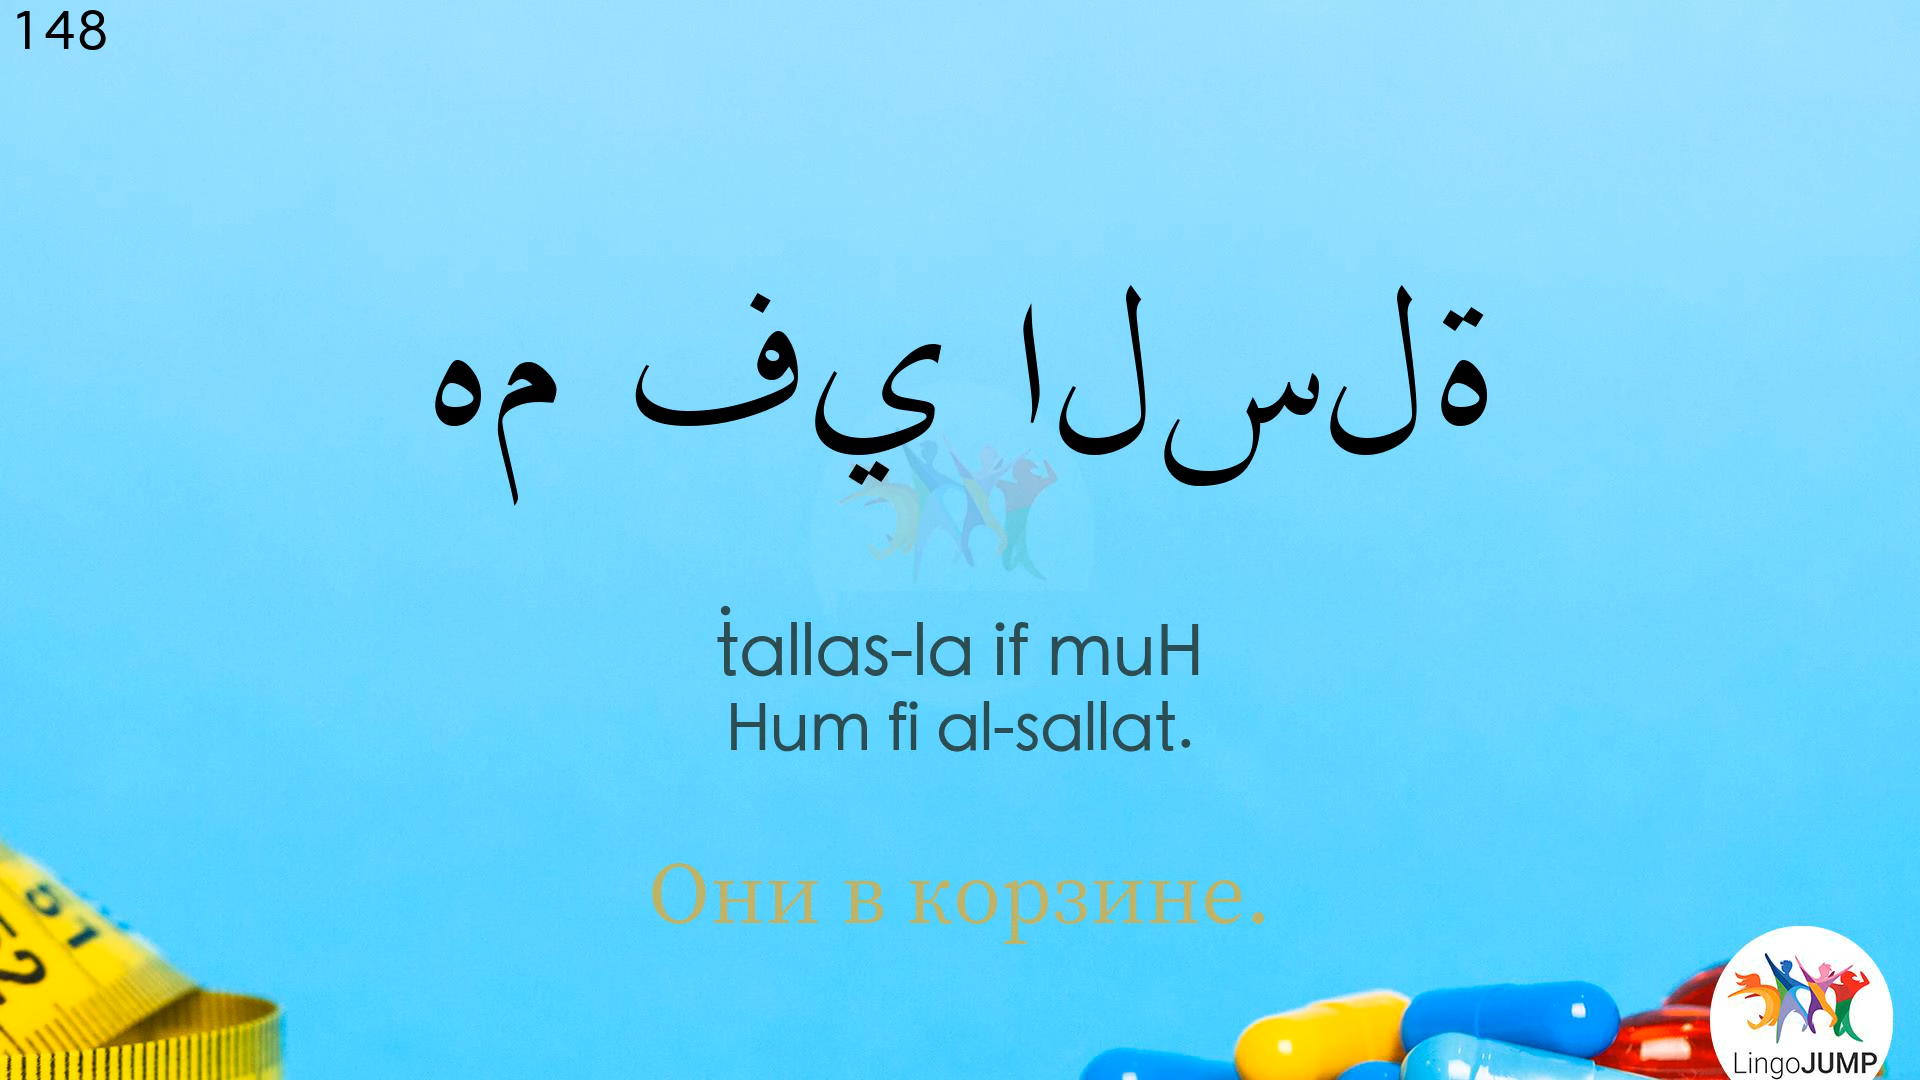 148
هم في السلة
ṫallas-la if muH
Hum fi al-sallat.
Они в корзине.
LingoJUMP